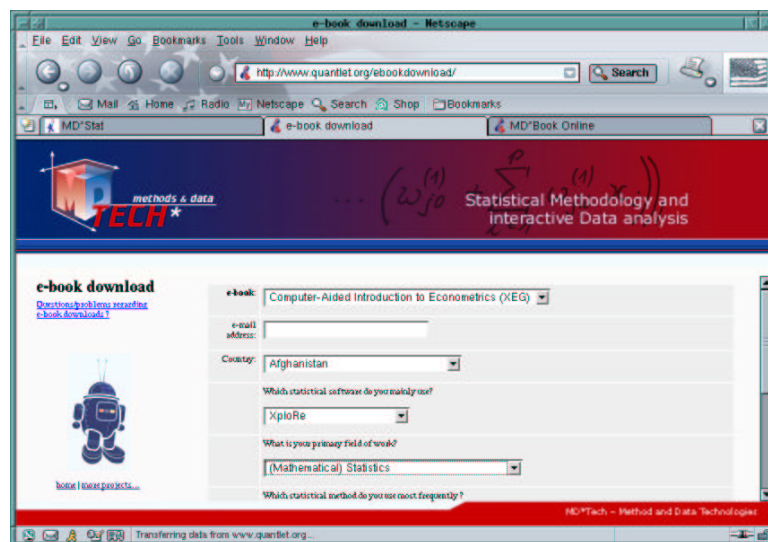 e-book download - Netscape
File Edit View Go Bookmarks Tools Window Help
http://www.quantlet.org/ebookdownload/ Search
Mail Home Radio My Netscape Search Shop Bookmarks
MD*Stat e-book download MD*Book Online
methods & data
MD TECH*
Statistical Methodology and
interactive Data analysis
e-book download
Questions/problems regarding
e-book downloads ?
e-book: Computer-Aided Introduction to Econometrics (XEG)
e-mail
address:
Country: Afghanistan
Which statistical software do you mainly use?
XploRe
What is your primary field of work?
(Mathematical) Statistics
Which statistical method do you use most frequently ?
home | more projects...
MD*Tech - Method and Data Technologies
Transferring data from www.quantlet.org...